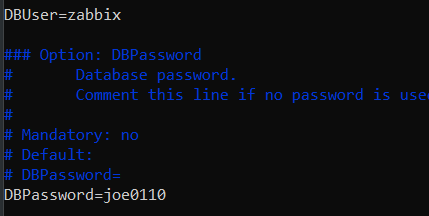 DBUser=zabbix
### Option: DBPassword
# Database password.
# Comment this line if no password is used
#
# Mandatory: no
# Default:
# DBPassword=
DBPassword=joe0110